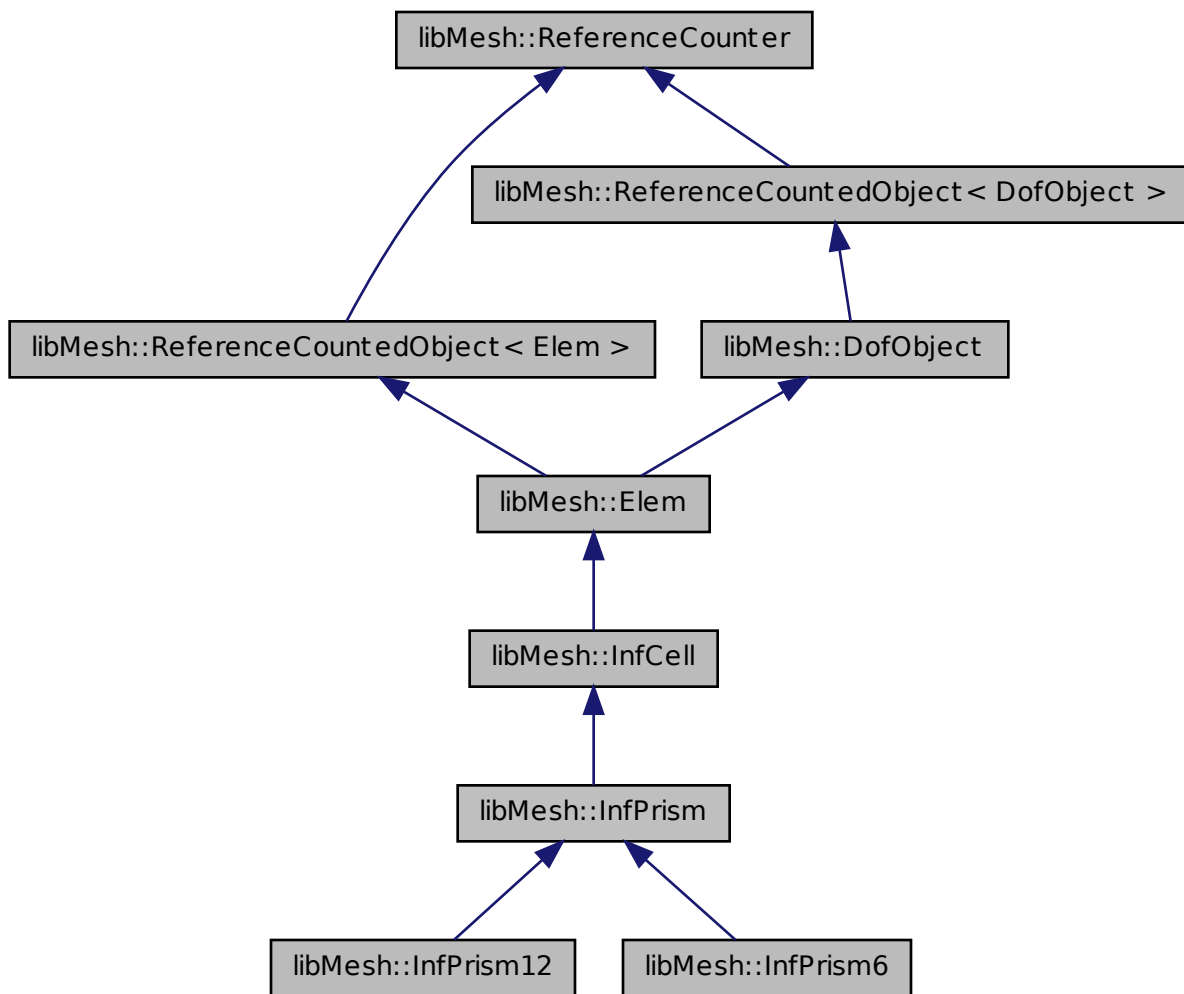 libMesh::ReferenceCounter
libMesh::ReferenceCountedObject< DofObject >
libMesh::ReferenceCountedObject< Elem >
libMesh::DofObject
libMesh::Elem
libMesh::InfCell
libMesh::InfPrism
libMesh::InfPrism12
libMesh::InfPrism6